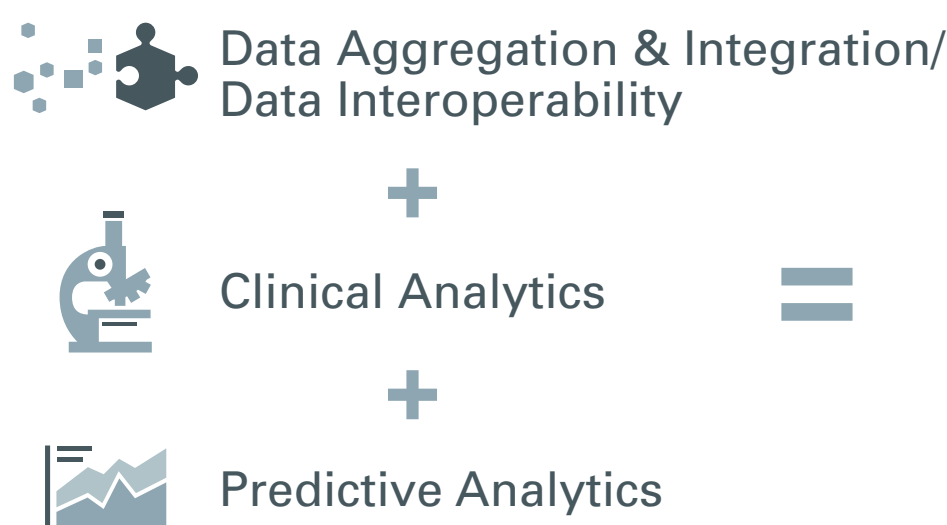 Data Aggregation & Integration/
Data Interoperability
+
Clinical Analytics
=
+
Predictive Analytics